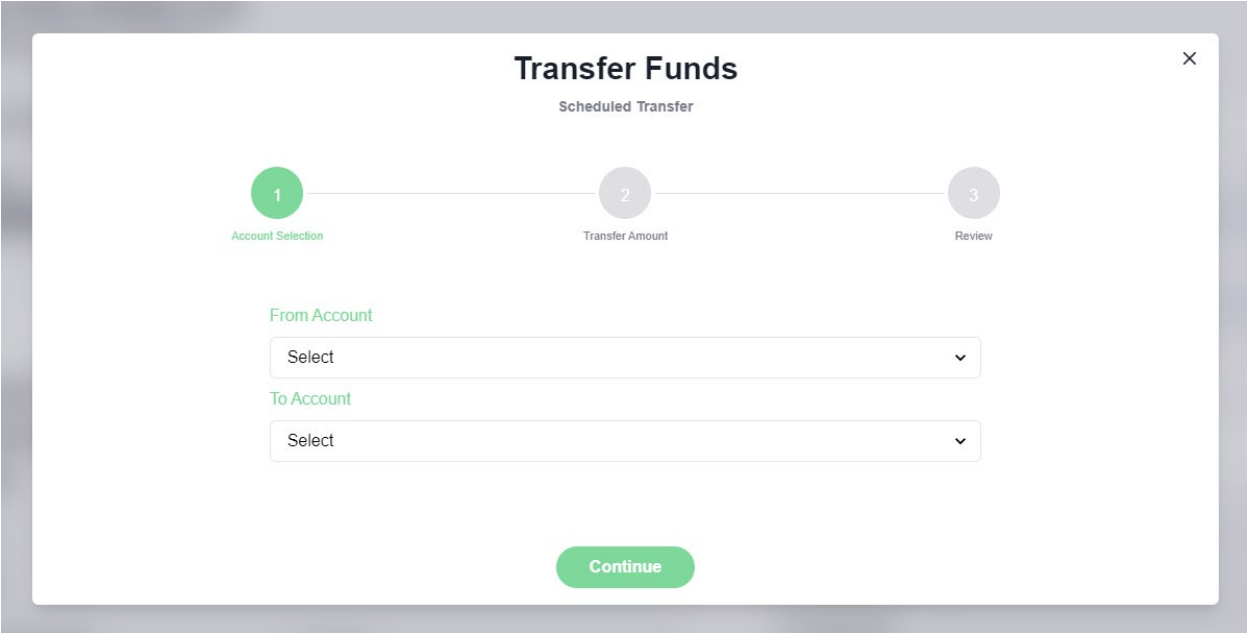 Transfer Funds
Scheduled Transfer
1
2
3
Account Selection
Transfer Amount
Review
From Account
Select
To Account
Select
Continue